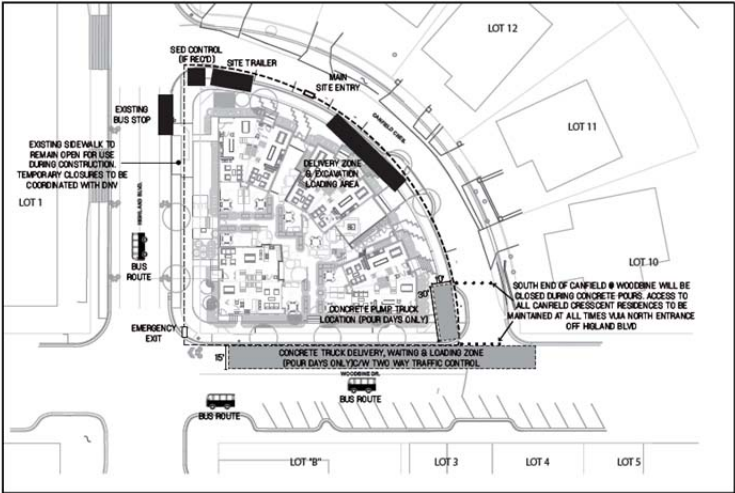 LOT 12
SED CONTROL
(IF REC'D)
SITE TRAILER
MAIN
SITE ENTRY
EXISTING
BUS STOP
CANFIELD CRES.
LOT 11
EXISTING SIDEWALK TO
REMAIN OPEN FOR USE
DURING CONSTRUCTION.
TEMPORARY CLOSURES TO BE
COORDINATED WITH DNV
DELIVERY ZONE
& EXCAVATION
LOADING AREA
LOT 1
HIGHLAND BLVD.
BUS
ROUTE
LOT 10
SOUTH END OF CANFIELD @ WOODBINE WILL BE
CLOSED DURING CONCRETE POURS. ACCESS TO
ALL CANFIELD CRESSCENT RESIDENCES TO BE
MAINTAINED AT ALL TIMES VUIA NORTH ENTRANCE
OFF HIGLAND BLVD
30'
CONCRETE PUMP TRUCK
LOCATION (POUR DAYS ONLY)
EMERGENCY
EXIT
15'
CONCRETE TRUCK DELIVERY, WAITING & LOADING ZONE
(POUR DAYS ONLY)C/W TWO WAY TRAFFIC CONTROL
WOODBINE DR.
BUS ROUTE
BUS ROUTE
LOT "B"
LOT 3
LOT 4
LOT 5